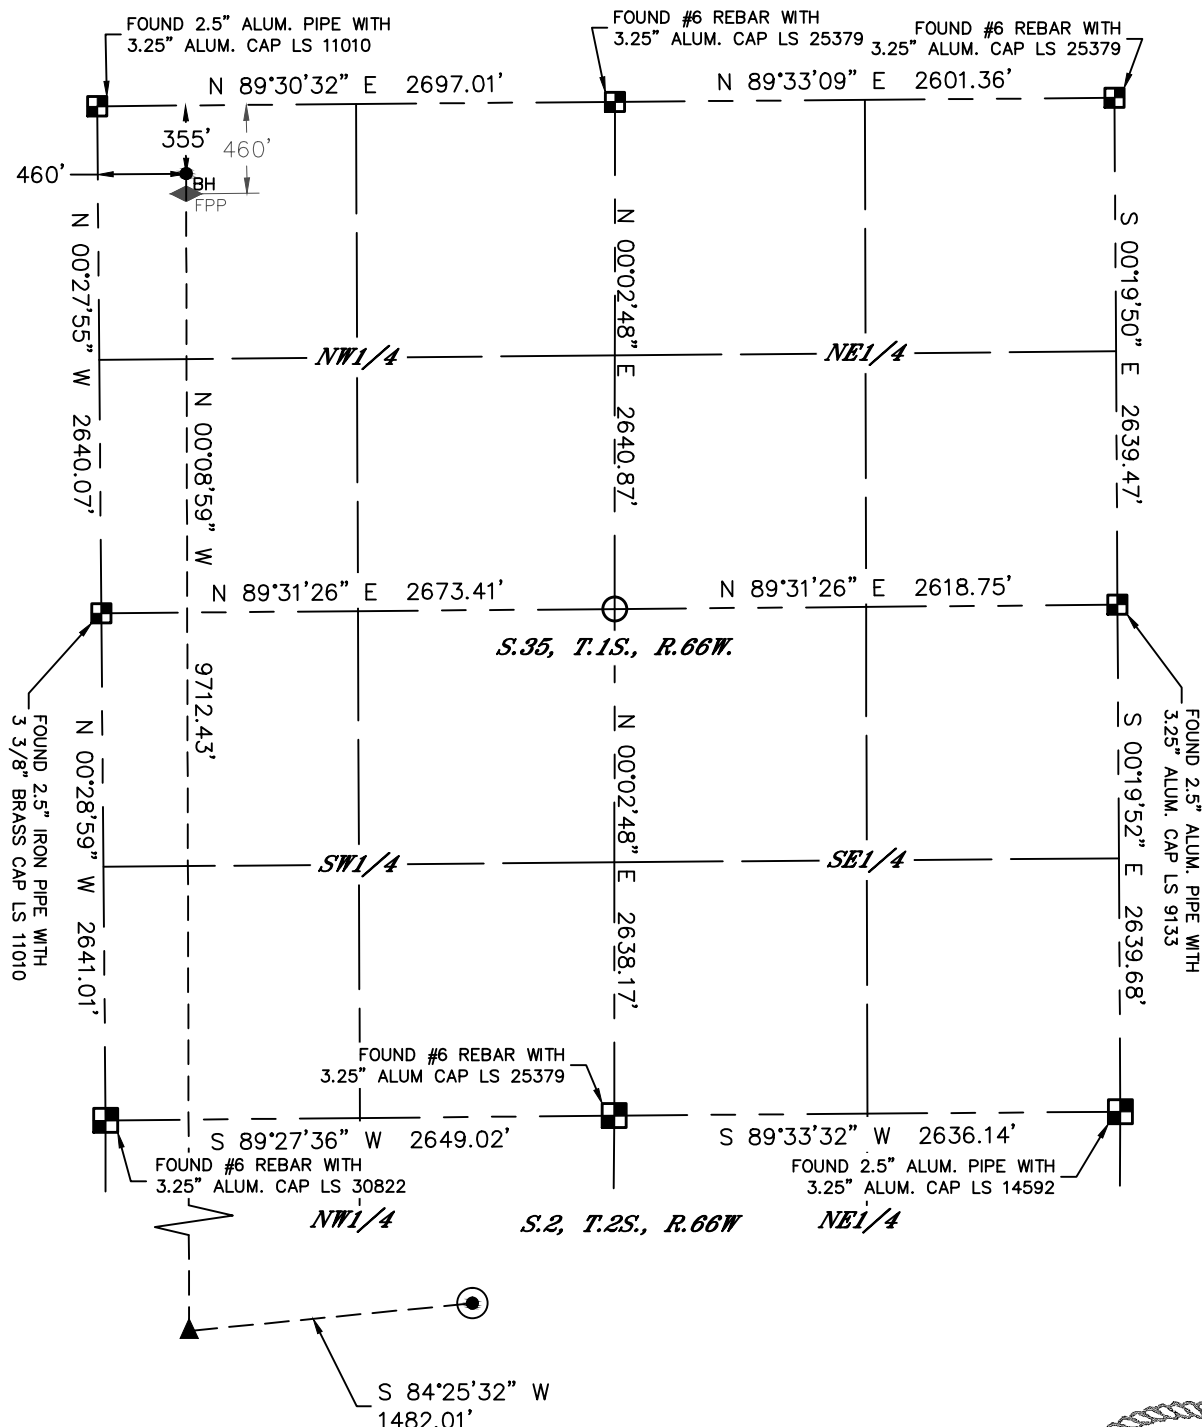 FOUND 2.5" ALUM. PIPE WITH
3.25" ALUM. CAP LS 11010
FOUND #6 REBAR WITH
3.25" ALUM. CAP LS 25379
FOUND #6 REBAR WITH
3.25" ALUM. CAP LS 25379
N 89°30'32" E 2697.01'
N 89°33'09" E 2601.36'
355'
460'
460'
BH
FPP
N 00°27'55" W 2640.07'
N 00°02'48" E 2640.87'
S 00°19'50" E 2639.47'
NW1/4
NE1/4
N 00°08'59" W 9712.43'
N 89°31'26" E 2673.41'
N 89°31'26" E 2618.75'
S.35, T.1S., R.66W.
FOUND 2.5" IRON PIPE WITH
3 3/8" BRASS CAP LS 11010
N 00°28'59" W 2641.01'
N 00°02'48" E 2638.17'
S 00°19'52" E 2639.68'
FOUND 2.5" ALUM. PIPE WITH
3.25" ALUM. CAP LS 9133
SW1/4
SE1/4
FOUND #6 REBAR WITH
3.25" ALUM CAP LS 25379
S 89°27'36" W 2649.02'
S 89°33'32" W 2636.14'
FOUND #6 REBAR WITH
3.25" ALUM. CAP LS 30822
FOUND 2.5" ALUM. PIPE WITH
3.25" ALUM. CAP LS 14592
NW1/4
S.2, T.2S., R.66W
NE1/4
S 84°25'32" W
1482.01'